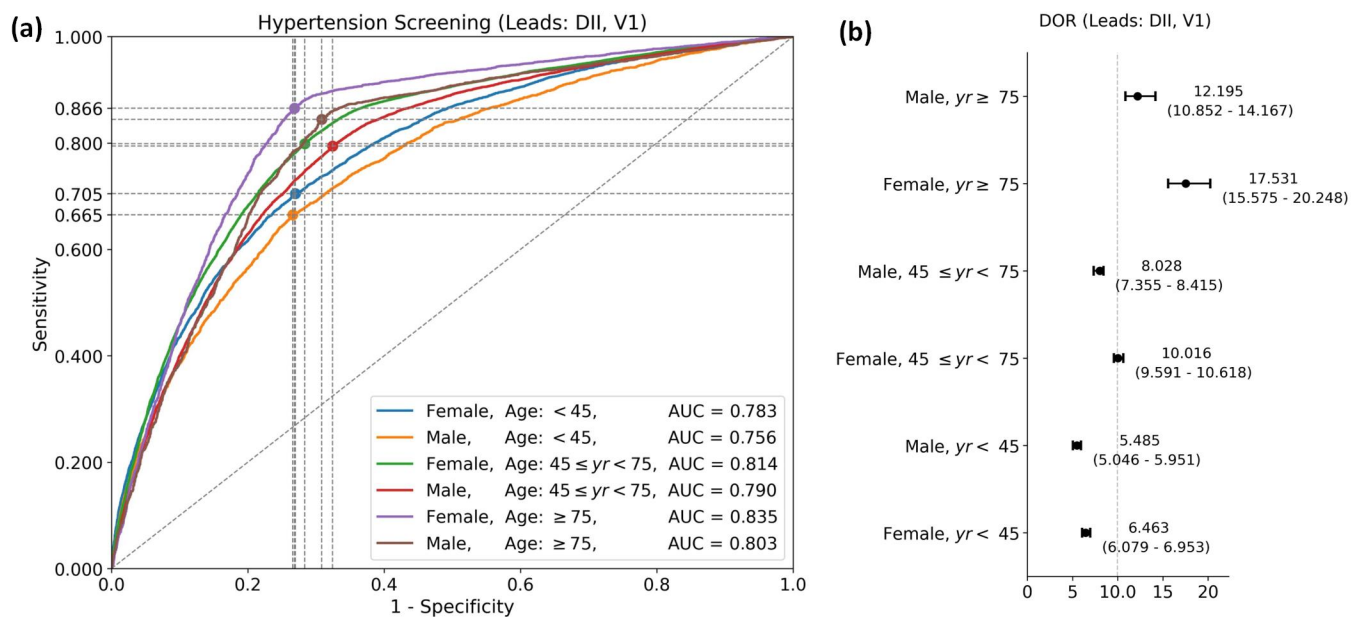 (a)
Hypertension Screening (Leads: DII, V1)
1.000
0.866
0.800
0.705
0.665
0.600
0.400
0.200
0.000
Sensitivity
Female, Age: < 45, AUC = 0.783
Male, Age: < 45, AUC = 0.756
Female, Age: 45 ≤ yr < 75, AUC = 0.814
Male, Age: 45 ≤ yr < 75, AUC = 0.790
Female, Age: ≥ 75, AUC = 0.835
Male, Age: ≥ 75, AUC = 0.803
0.0 0.2 0.4 0.6 0.8 1.0
1 - Specificity
(b)
DOR (Leads: DII, V1)
Male, yr ≥ 75
12.195
(10.852 - 14.167)
Female, yr ≥ 75
17.531
(15.575 - 20.248)
Male, 45 ≤ yr < 75
8.028
(7.355 - 8.415)
Female, 45 ≤ yr < 75
10.016
(9.591 - 10.618)
Male, yr < 45
5.485
(5.046 - 5.951)
Female, yr < 45
6.463
(6.079 - 6.953)
0 5 10.0 15 20